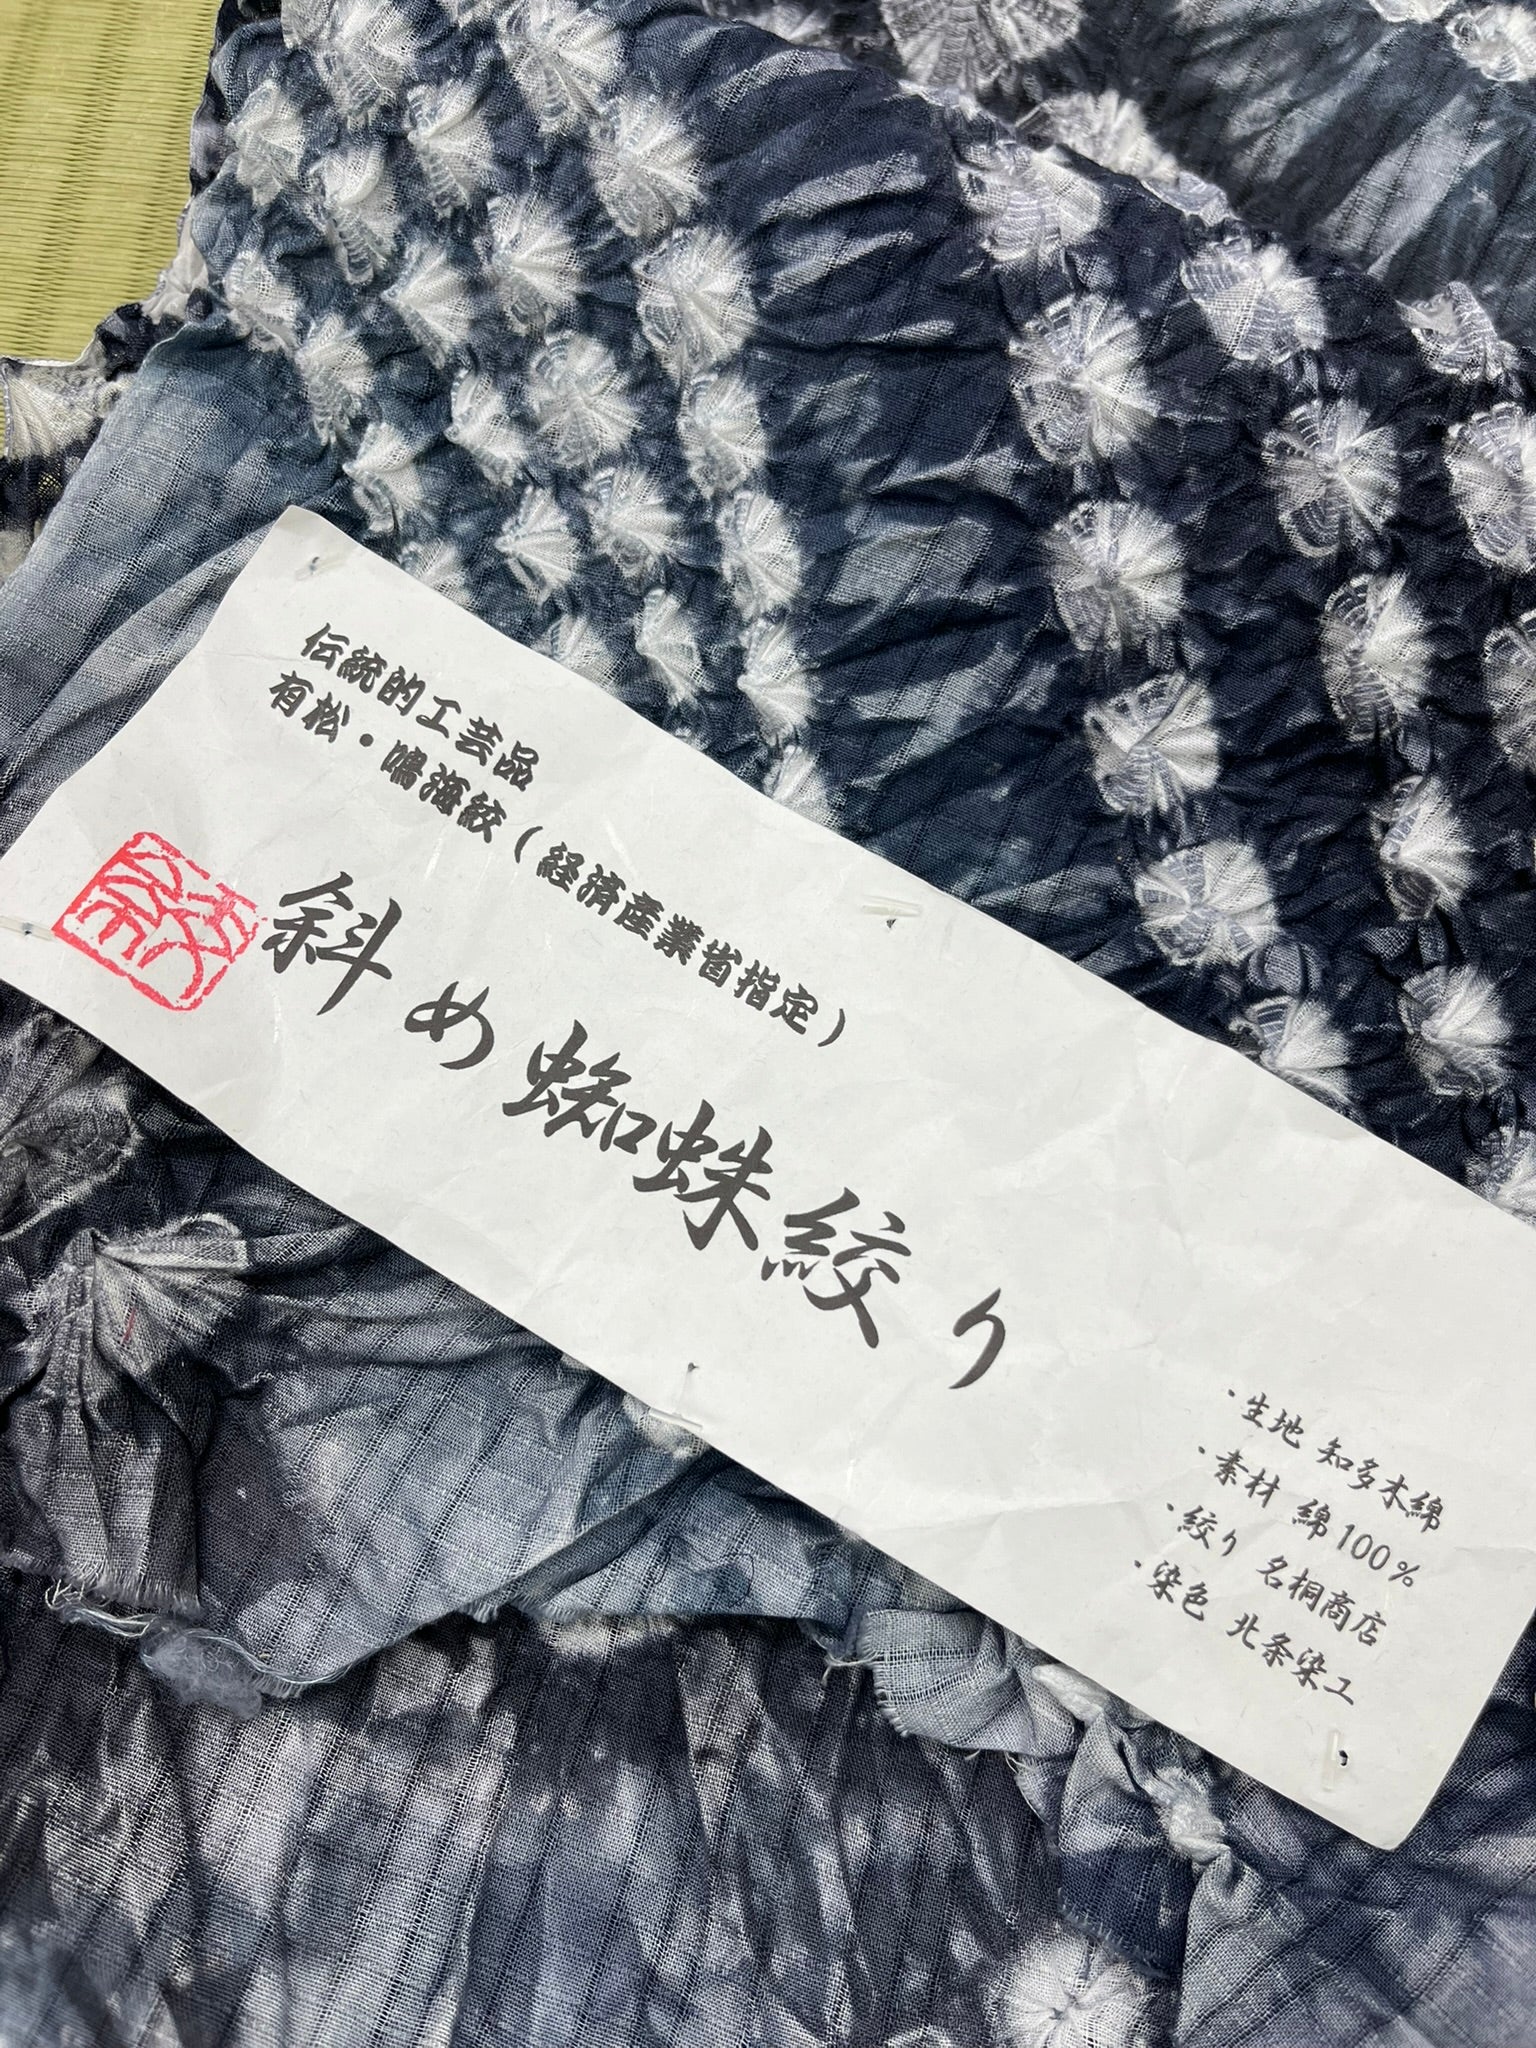 伝統的工芸品
有松・鳴海絞(経済産業省指定)
斜め蜘蛛絞り
・生地 知多木綿
・素材 綿100%
・絞り 名桐商店
・染色 北条染工